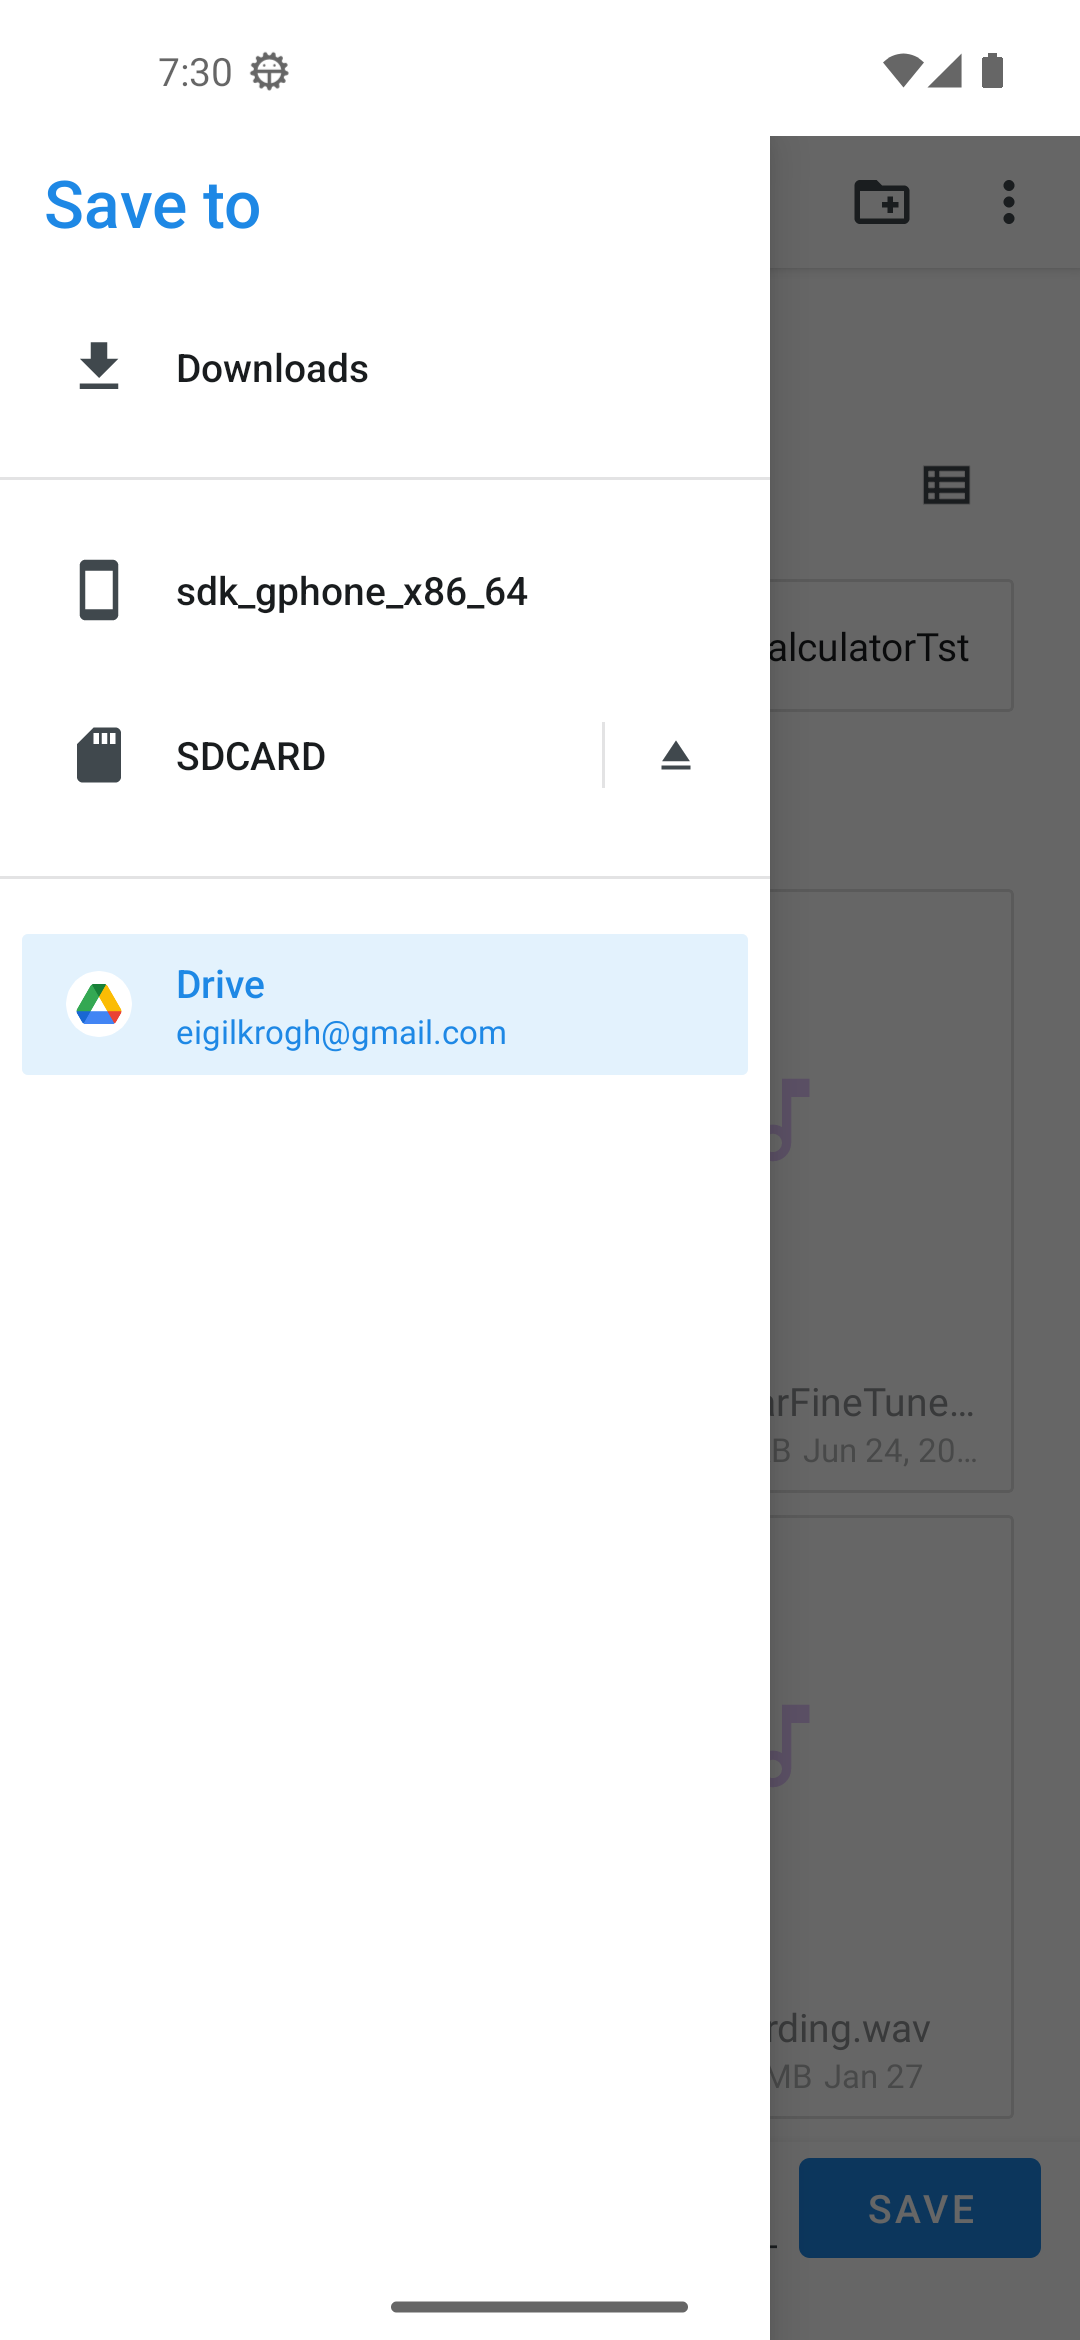 7:30
Save to
Downloads
sdk_gphone_x86_64
alculatorTst
SDCARD
Drive
eigilkrogh@gmail.com
arFineTune…
B Jun 24, 20…
rding.wav
MB Jan 27
SAVE